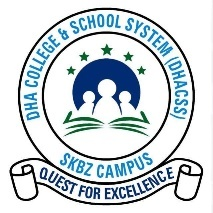 DHA COLLEGE & SCHOOL SYSTEM (DHACSS)
SKBZ CAMPUS
QUEST FOR EXCELLENCE